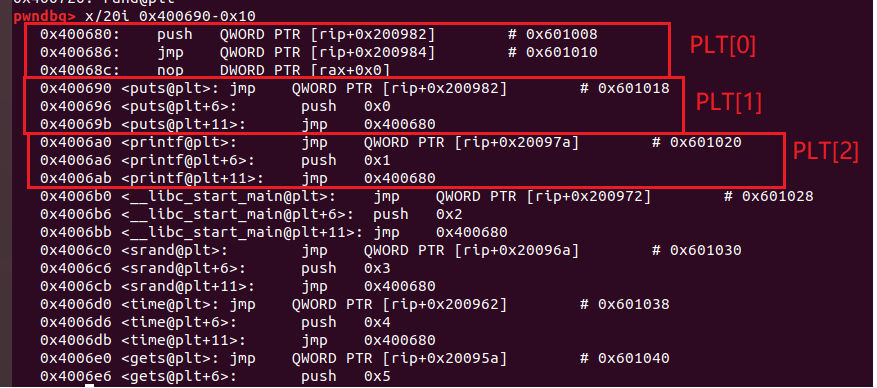 pwndbg> x/20i 0x400690-0x10
0x400680: push QWORD PTR [rip+0x200982] # 0x601008
0x400686: jmp QWORD PTR [rip+0x200984] # 0x601010
0x40068c: nop DWORD PTR [rax+0x0]
PLT[0]
0x400690 <puts@plt>: jmp QWORD PTR [rip+0x200982] # 0x601018
0x400696 <puts@plt+6>: push 0x0
0x40069b <puts@plt+11>: jmp 0x400680
PLT[1]
0x4006a0 <printf@plt>: jmp QWORD PTR [rip+0x20097a] # 0x601020
0x4006a6 <printf@plt+6>: push 0x1
0x4006ab <printf@plt+11>: jmp 0x400680
PLT[2]
0x4006b0 <__libc_start_main@plt>: jmp QWORD PTR [rip+0x200972] # 0x601028
0x4006b6 <__libc_start_main@plt+6>: push 0x2
0x4006bb <__libc_start_main@plt+11>: jmp 0x400680
0x4006c0 <srand@plt>: jmp QWORD PTR [rip+0x20096a] # 0x601030
0x4006c6 <srand@plt+6>: push 0x3
0x4006cb <srand@plt+11>: jmp 0x400680
0x4006d0 <time@plt>: jmp QWORD PTR [rip+0x200962] # 0x601038
0x4006d6 <time@plt+6>: push 0x4
0x4006db <time@plt+11>: jmp 0x400680
0x4006e0 <gets@plt>: jmp QWORD PTR [rip+0x20095a] # 0x601040
0x4006e6 <gets@plt+6>: push 0x5